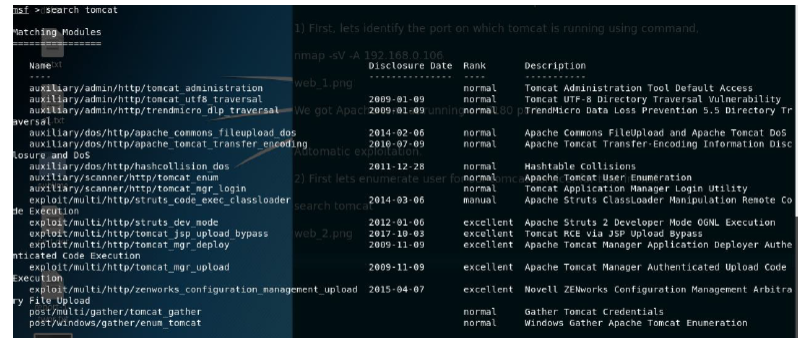 msf > search tomcat
Matching Modules
================
Name Disclosure Date Rank Description
---- --------------- ---- -----------
auxiliary/admin/http/tomcat_administration normal Tomcat Administration Tool Default Access
auxiliary/admin/http/tomcat_utf8_traversal 2009-01-09 normal Tomcat UTF-8 Directory Traversal Vulnerability
auxiliary/admin/http/trendmicro_dlp_traversal 2009-01-09 normal TrendMicro Data Loss Prevention 5.5 Directory Tr
aversal
auxiliary/dos/http/apache_commons_fileupload_dos 2014-02-06 normal Apache Commons FileUpload and Apache Tomcat DoS
auxiliary/dos/http/apache_tomcat_transfer_encoding 2010-07-09 normal Apache Tomcat Transfer-Encoding Information Disc
losure and DoS
auxiliary/dos/http/hashcollision_dos 2011-12-28 normal Hashtable Collisions
auxiliary/scanner/http/tomcat_enum normal Apache Tomcat User Enumeration
auxiliary/scanner/http/tomcat_mgr_login normal Tomcat Application Manager Login Utility
exploit/multi/http/struts_code_exec_classloader 2014-03-06 manual Apache Struts ClassLoader Manipulation Remote Co
de Execution
exploit/multi/http/struts_dev_mode 2012-01-06 excellent Apache Struts 2 Developer Mode OGNL Execution
exploit/multi/http/tomcat_jsp_upload_bypass 2017-10-03 excellent Tomcat RCE via JSP Upload Bypass
exploit/multi/http/tomcat_mgr_deploy 2009-11-09 excellent Apache Tomcat Manager Application Deployer Authe
nticated Code Execution
exploit/multi/http/tomcat_mgr_upload 2009-11-09 excellent Apache Tomcat Manager Authenticated Upload Code
Execution
exploit/multi/http/zenworks_configuration_management_upload 2015-04-07 excellent Novell ZENworks Configuration Management Arbitra
ry File Upload
post/multi/gather/tomcat_gather normal Gather Tomcat Credentials
post/windows/gather/enum_tomcat normal Windows Gather Apache Tomcat Enumeration
1) First, lets identify the port on which tomcat is running using command,
nmap -sV -A 192.168.0.106
web_1.png
We got Apache running 180
Automatic exploitation:
2) First lets enumerate user for
search tomcat
web_2.png